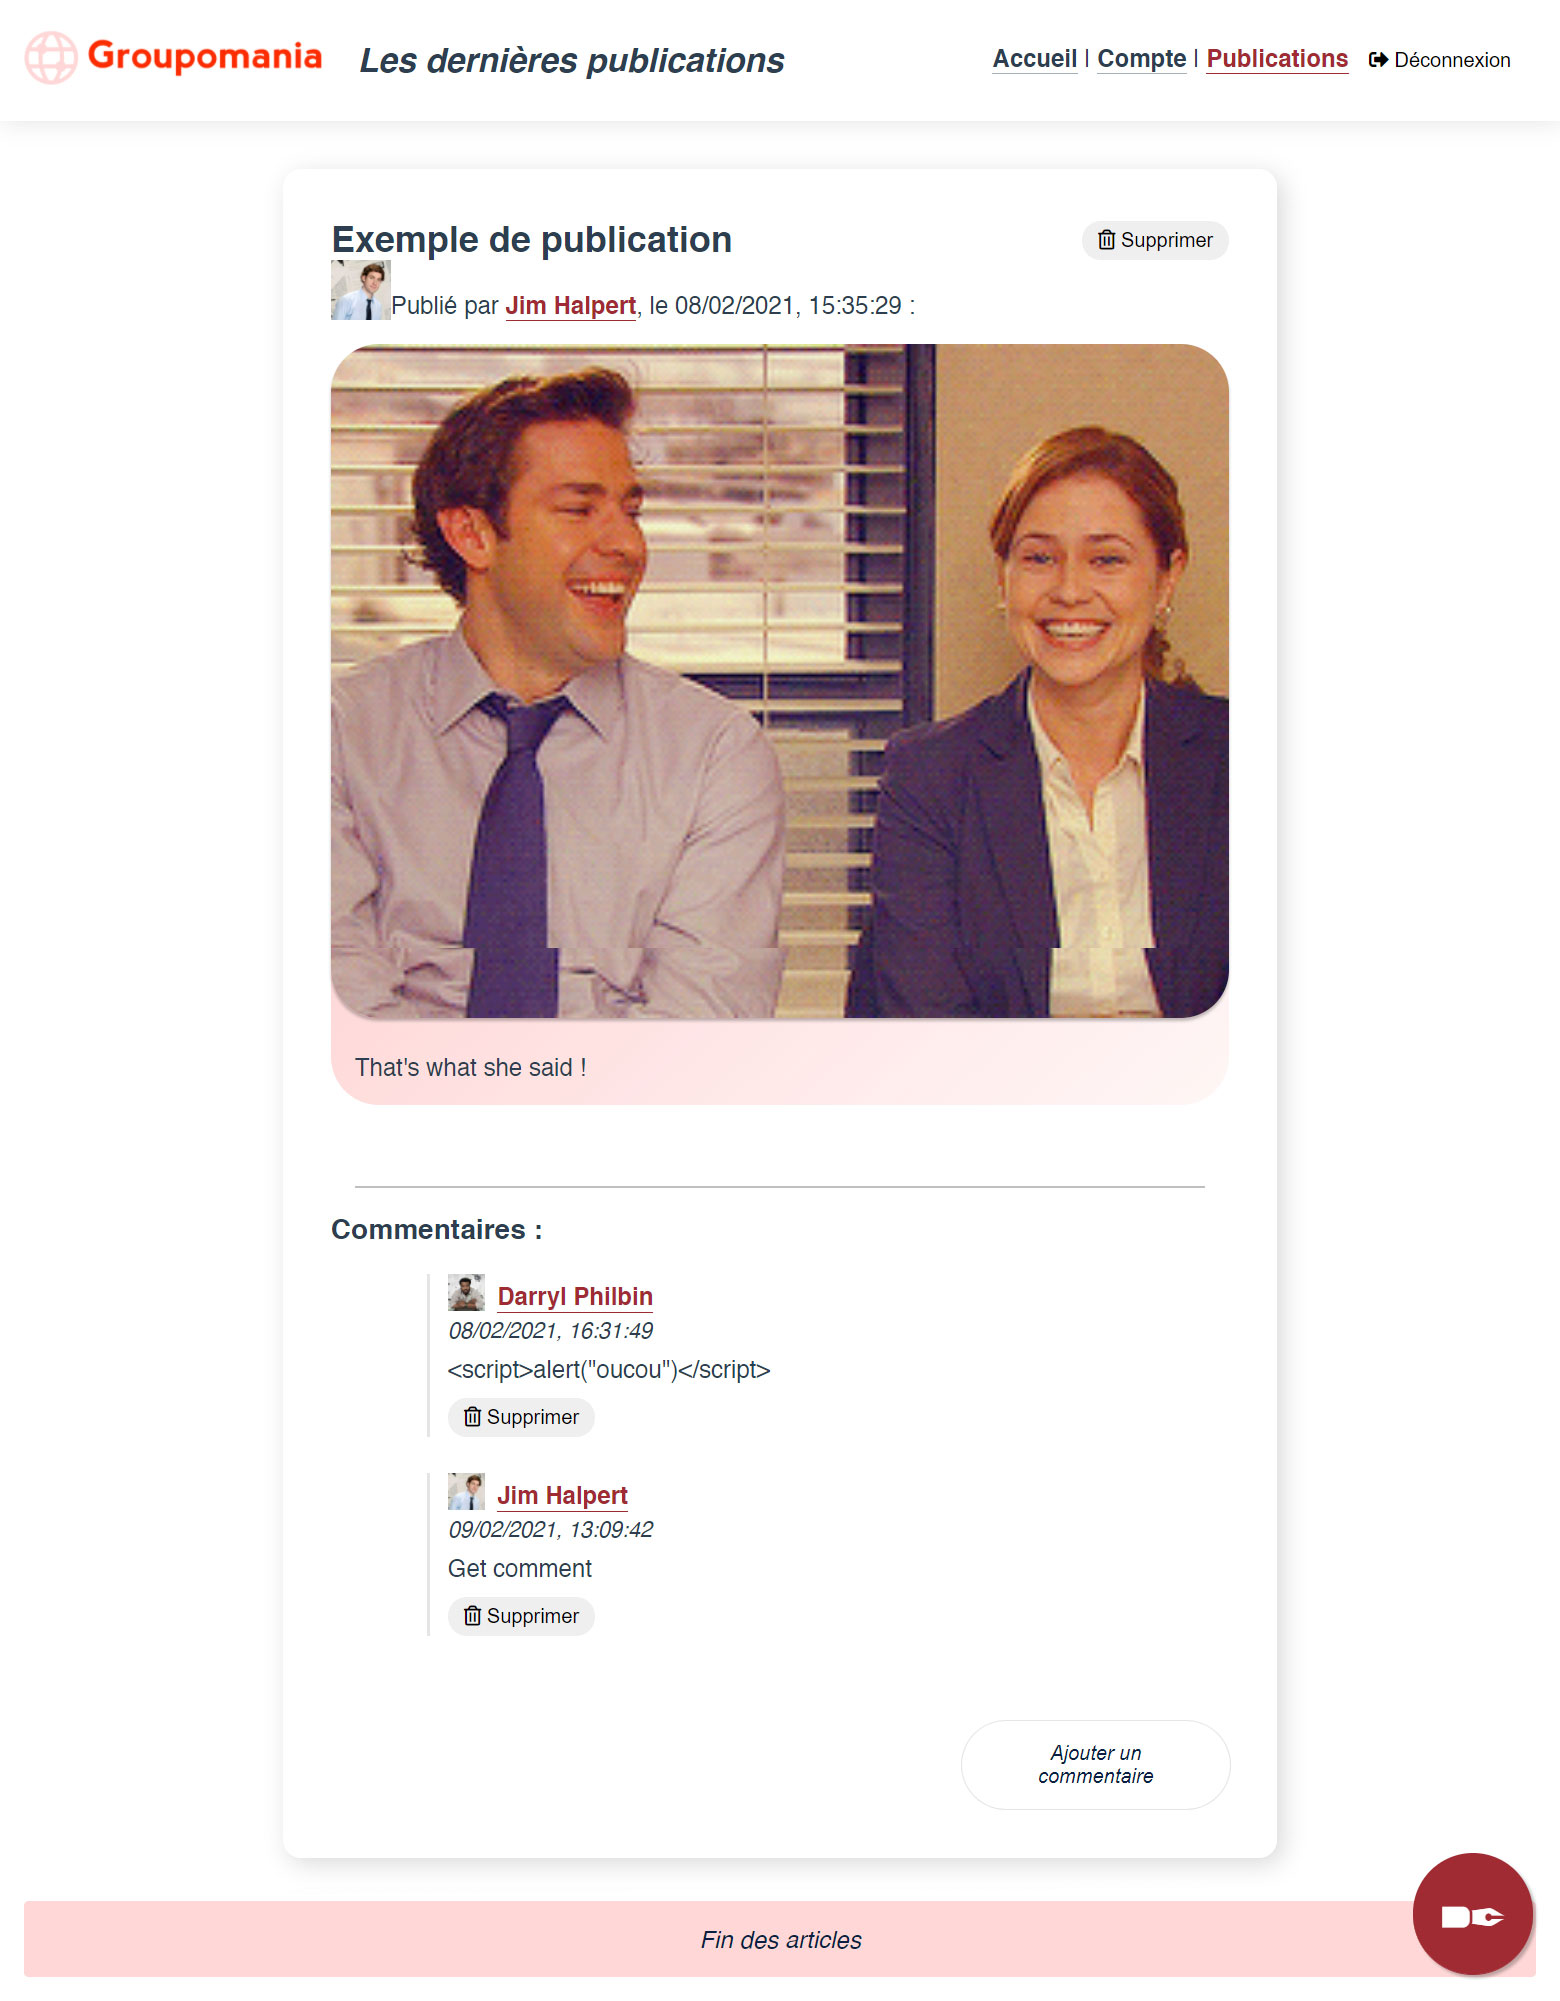 Groupomania
Les dernières publications
Accueil | Compte | Publications Déconnexion
Exemple de publication
Supprimer
Publié par Jim Halpert, le 08/02/2021, 15:35:29 :
That's what she said !
Commentaires :
Darryl Philbin
08/02/2021, 16:31:49
<script>alert("oucou")</script>
Supprimer
Jim Halpert
09/02/2021, 13:09:42
Get comment
Supprimer
Ajouter un
commentaire
Fin des articles